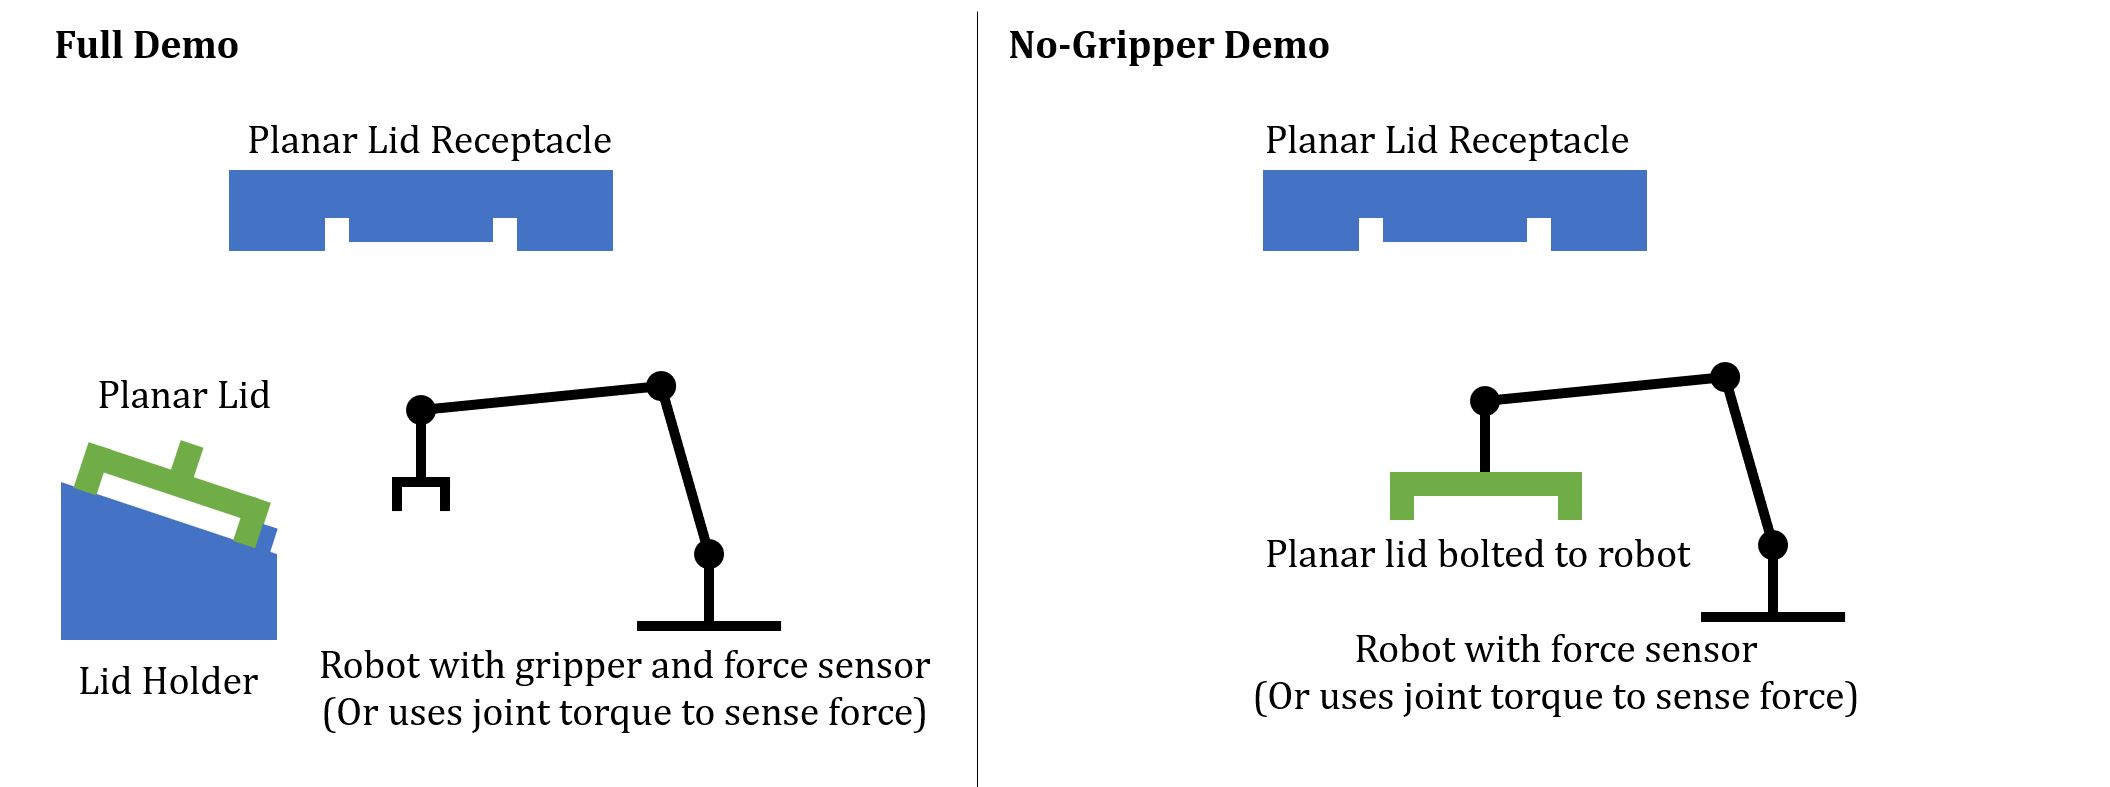 Full Demo
Planar Lid Receptacle
Planar Lid
Lid Holder
Robot with gripper and force sensor
(Or uses joint torque to sense force)
No-Gripper Demo
Planar Lid Receptacle
Planar lid bolted to robot
Robot with force sensor
(Or uses joint torque to sense force)